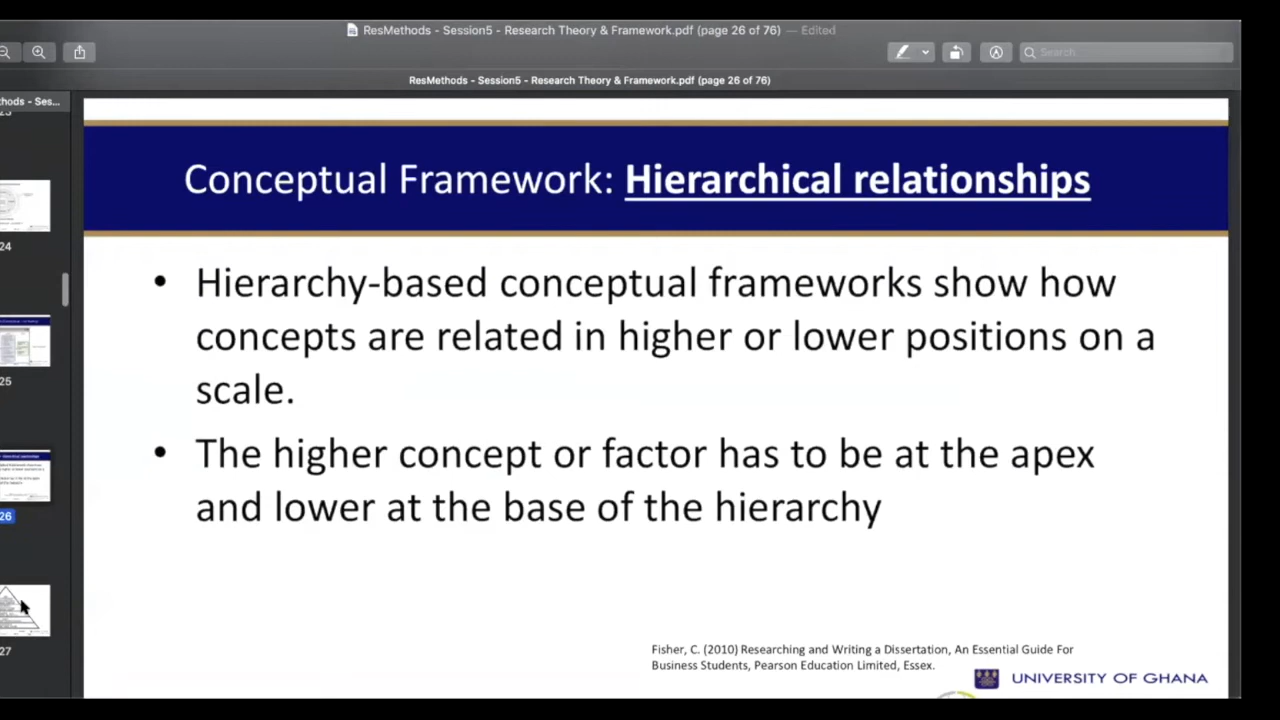 ResMethods - Session5 - Research Theory & Framework.pdf (page 26 of 76) — Edited
Search
ResMethods - Session5 - Research Theory & Framework.pdf (page 26 of 76)
thods - Ses...
23
24
25
26
27
Conceptual Framework: Hierarchical relationships
• Hierarchy-based conceptual frameworks show how
concepts are related in higher or lower positions on a
scale.
• The higher concept or factor has to be at the apex
and lower at the base of the hierarchy
Fisher, C. (2010) Researching and Writing a Dissertation, An Essential Guide For
Business Students, Pearson Education Limited, Essex.
UNIVERSITY OF GHANA